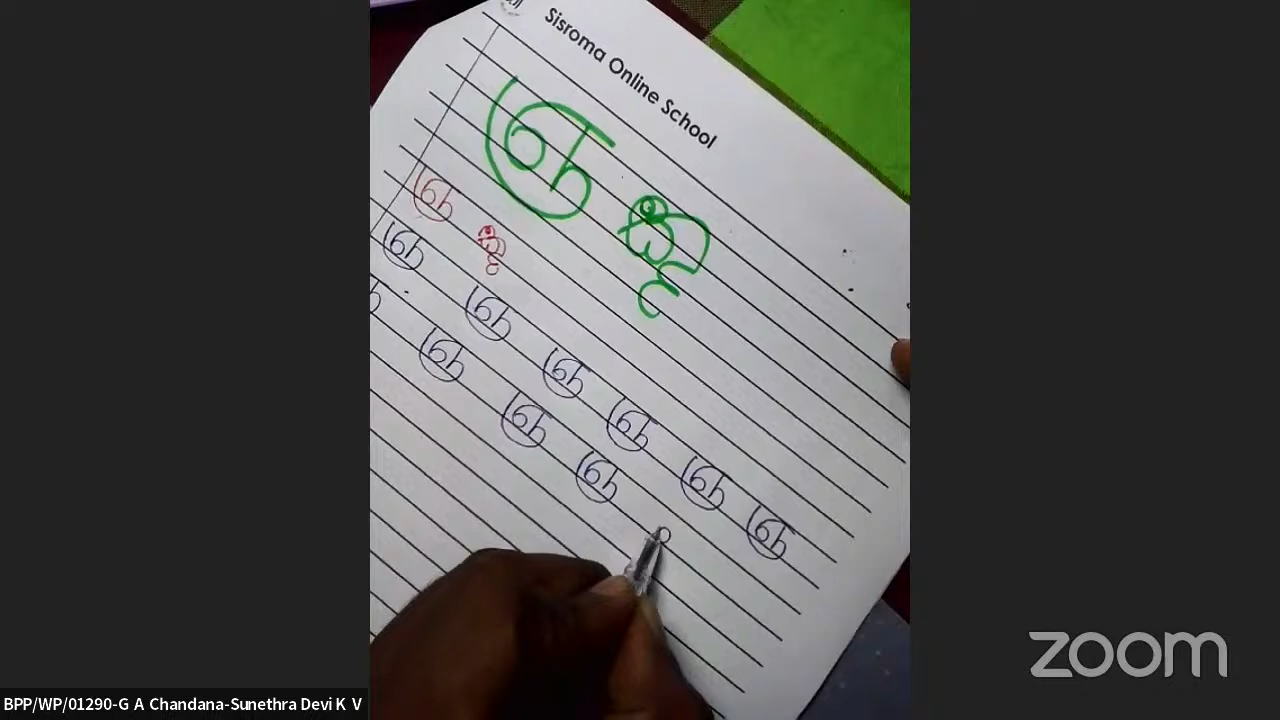 Sisroma Online School
ஞ ඤ
ஞ ඤ
ஞ ஞ ஞ ஞ ஞ ஞ
ஞ ஞ ஞ
zoom
BPP/WP/01290-G A Chandana-Sunethra Devi K V